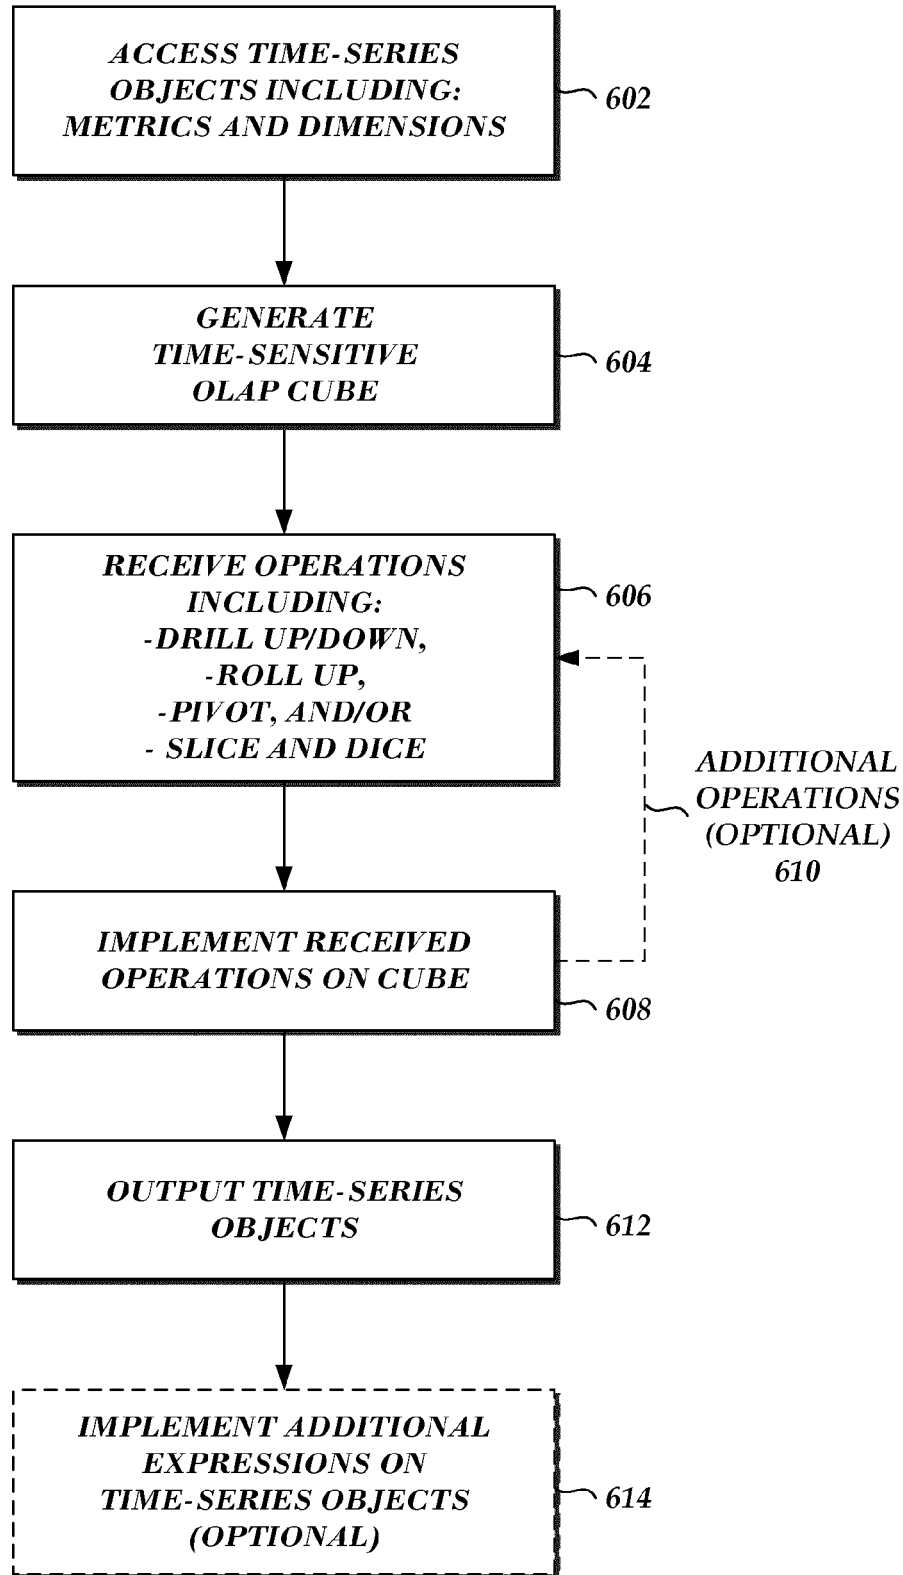 ACCESS TIME-SERIES
OBJECTS INCLUDING:
METRICS AND DIMENSIONS
602
GENERATE
TIME-SENSITIVE
OLAP CUBE
604
RECEIVE OPERATIONS
INCLUDING:
-DRILL UP/DOWN,
-ROLL UP,
-PIVOT, AND/OR
- SLICE AND DICE
606
ADDITIONAL
OPERATIONS
(OPTIONAL)
610
IMPLEMENT RECEIVED
OPERATIONS ON CUBE
608
OUTPUT TIME-SERIES
OBJECTS
612
IMPLEMENT ADDITIONAL
EXPRESSIONS ON
TIME-SERIES OBJECTS
(OPTIONAL)
614